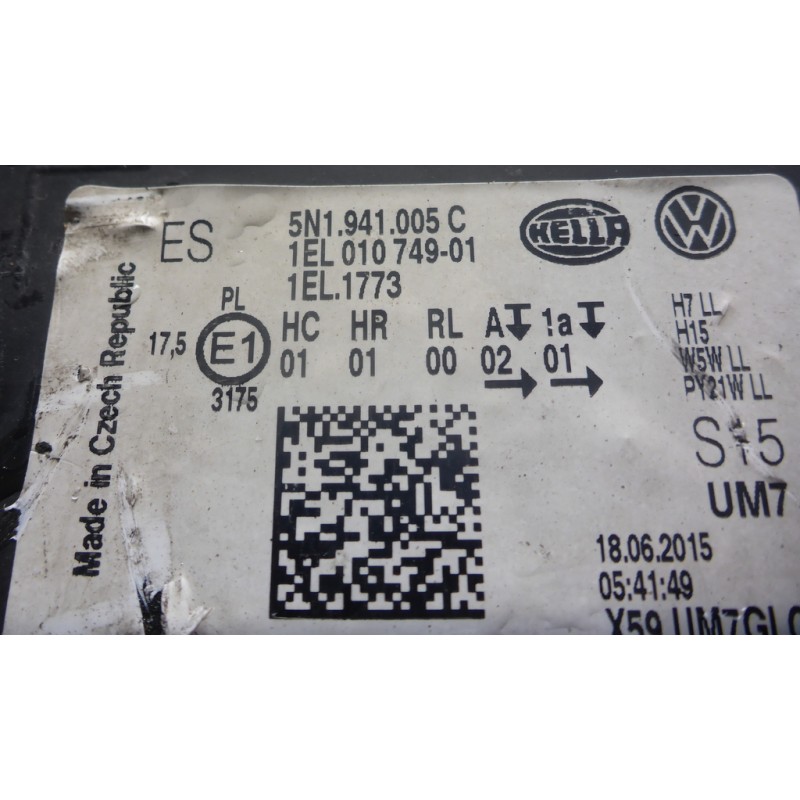 ES
5N1.941.005 C
1EL 010 749-01
1EL.1773
HELLA
VW
Made in Czech Republic
PL
17,5
E1
3175
HC HR RL A 1a
01 01 00 02 01
H7 LL
H15
W5W LL
PY21W LL
UM7
18.06.2015
05:41:49